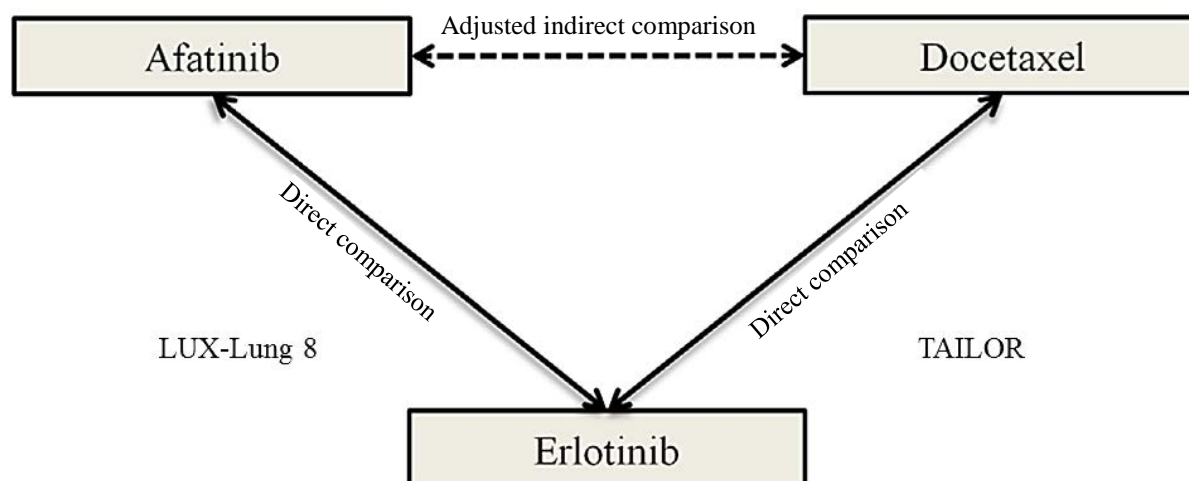 Adjusted indirect comparison
Afatinib
Docetaxel
Direct comparison
Direct comparison
LUX-Lung 8
TAILOR
Erlotinib